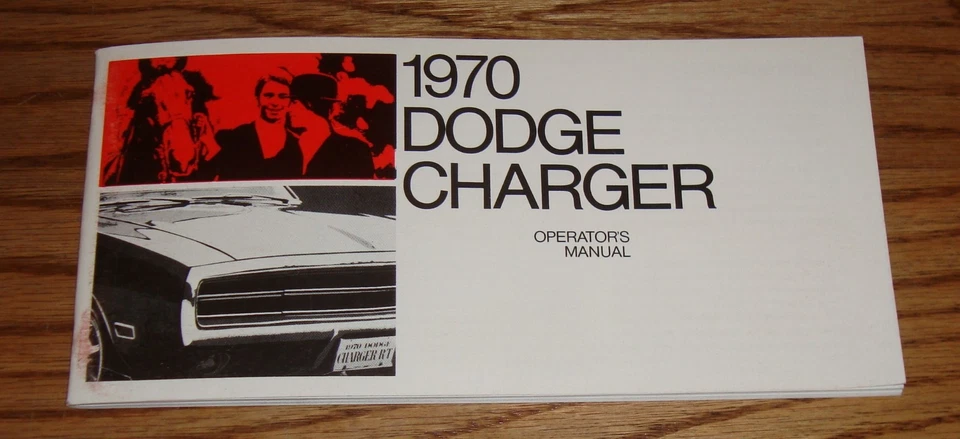 1970
DODGE
CHARGER
OPERATOR'S
MANUAL
1970 DODGE
CHARGER R/T